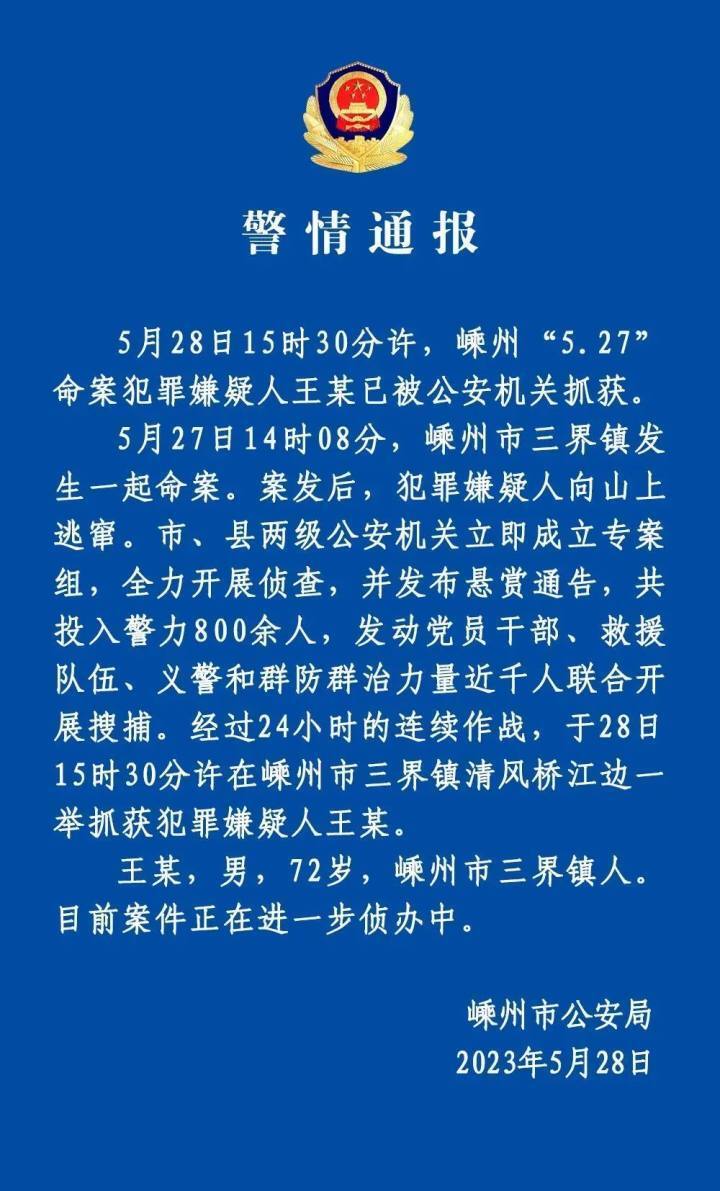 警情通报
5月28日15时30分许，嵊州“5.27”
命案犯罪嫌疑人王某已被公安机关抓获。
5月27日14时08分，嵊州市三界镇发
生一起命案。案发后，犯罪嫌疑人向山上
逃窜。市、县两级公安机关立即成立专案
组，全力开展侦查，并发布悬赏通告，共
投入警力800余人，发动党员干部、救援
队伍、义警和群防群治力量近千人联合开
展搜捕。经过24小时的连续作战，于28日
15时30分许在嵊州市三界镇清风桥江边一
举抓获犯罪嫌疑人王某。
王某，男，72岁，嵊州市三界镇人。
目前案件正在进一步侦办中。
嵊州市公安局
2023年5月28日